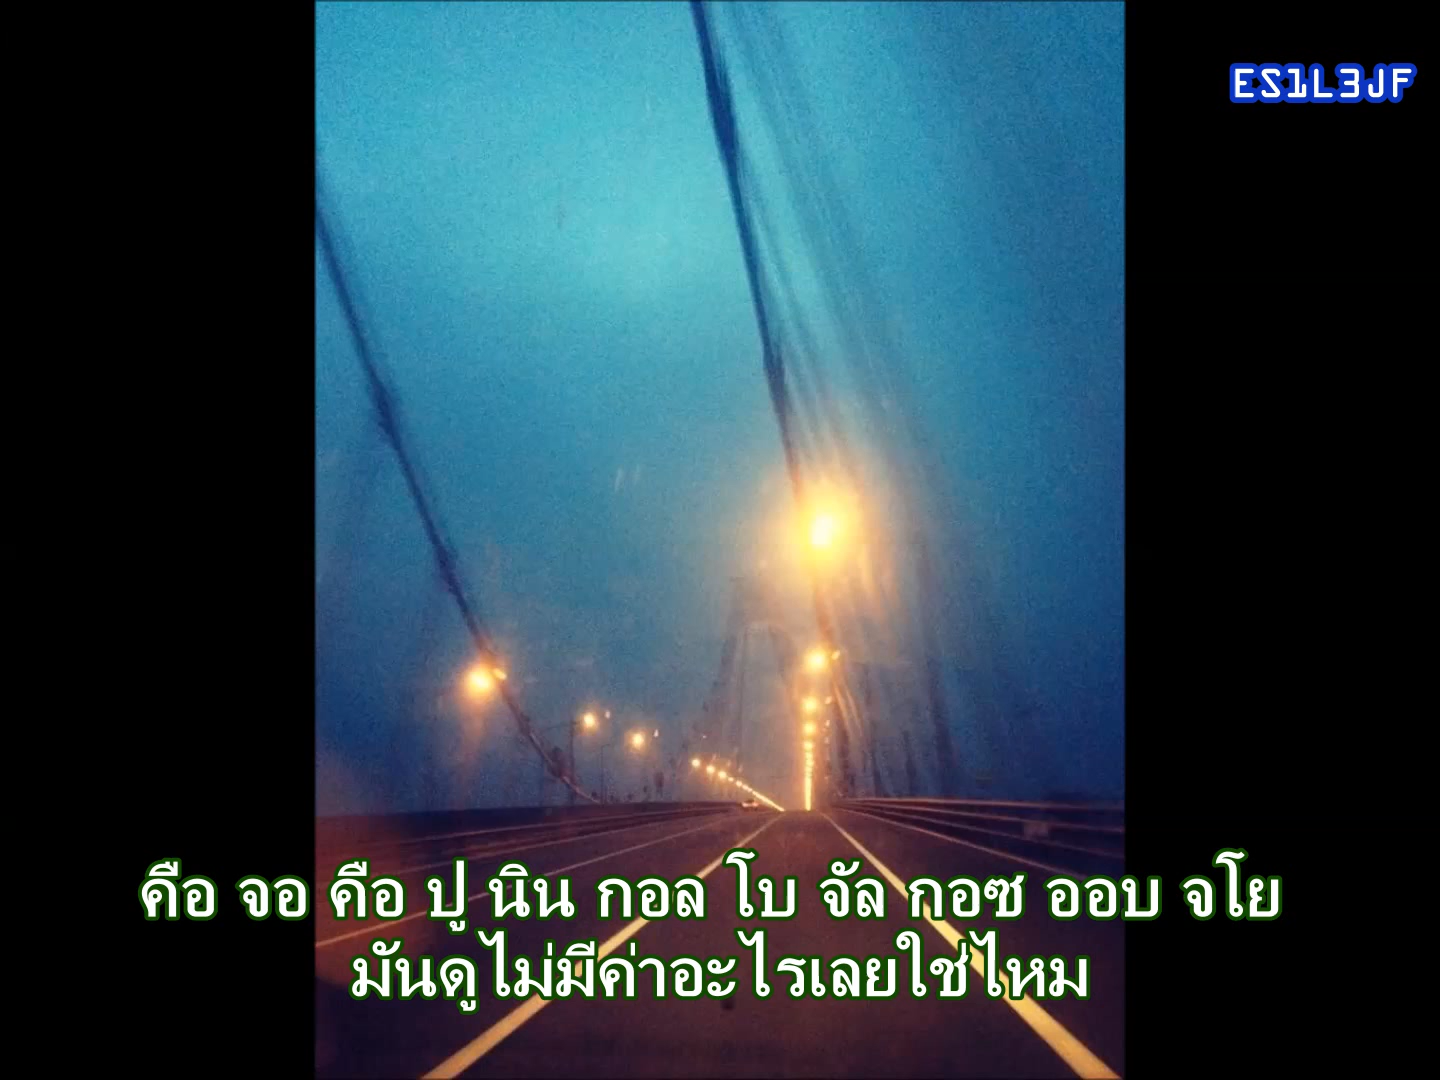 ES1L3JF
คือ จอ คือ ปู นิน กอล โบ จัล กอซ ออบ จโย
มันดูไม่มีค่าอะไรเลยใช่ไหม